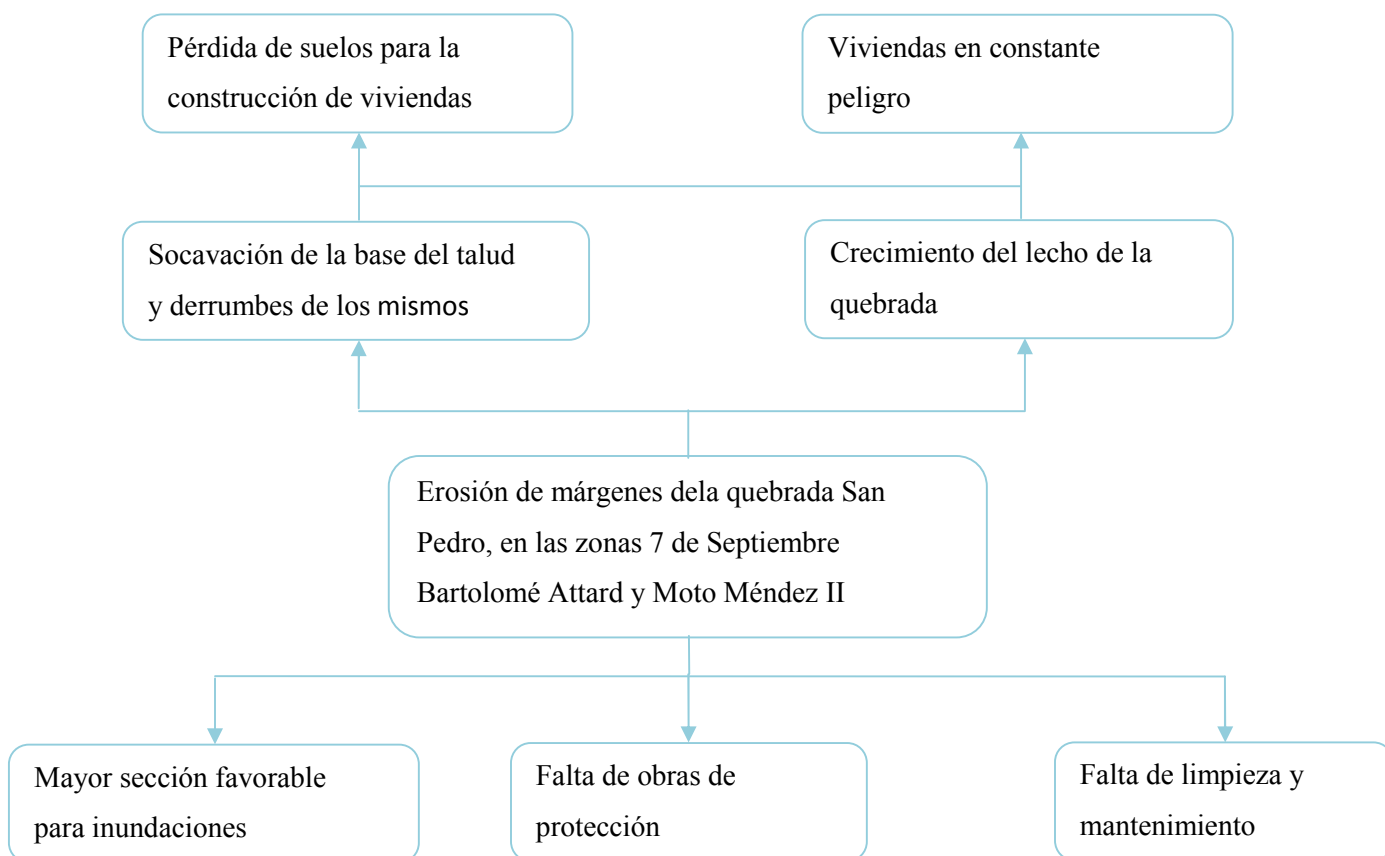 Pérdida de suelos para la
construcción de viviendas
Viviendas en constante
peligro
Socavación de la base del talud
y derrumbes de los mismos
Crecimiento del lecho de la
quebrada
Erosión de márgenes dela quebrada San
Pedro, en las zonas 7 de Septiembre
Bartolomé Attard y Moto Méndez II
Mayor sección favorable
para inundaciones
Falta de obras de
protección
Falta de limpieza y
mantenimiento